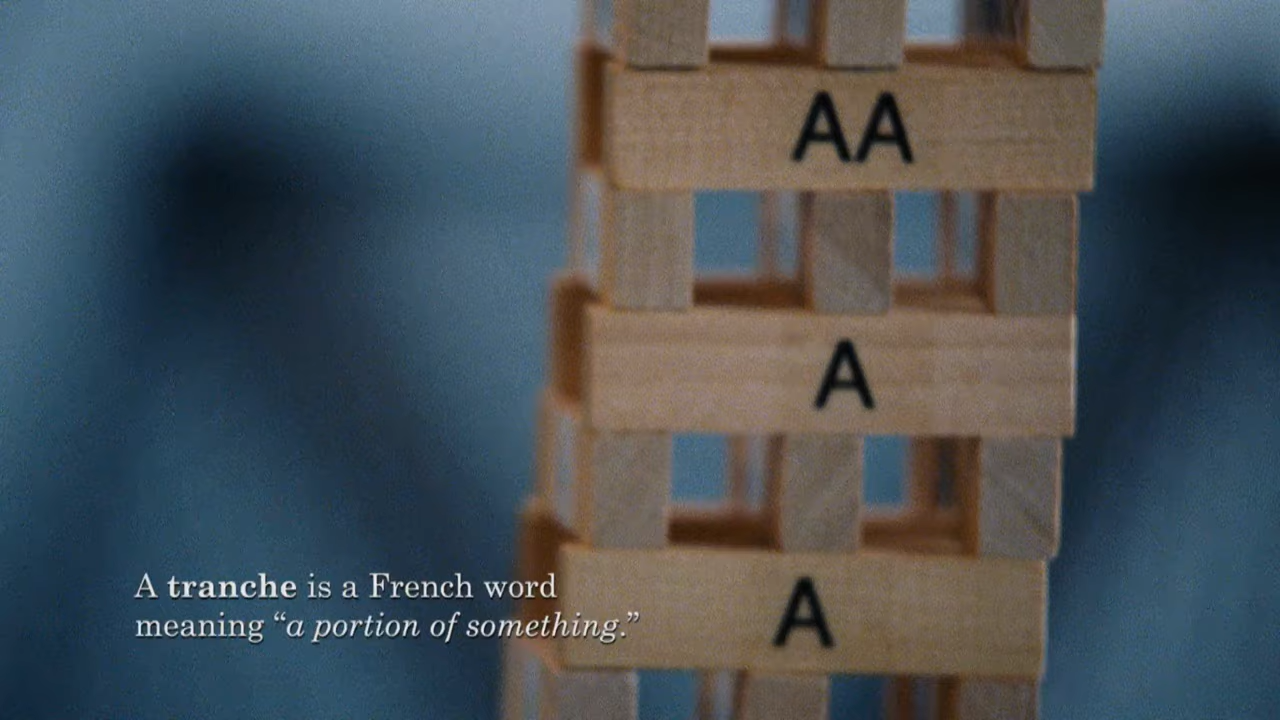 AA
A
A
A tranche is a French word
meaning “a portion of something.”